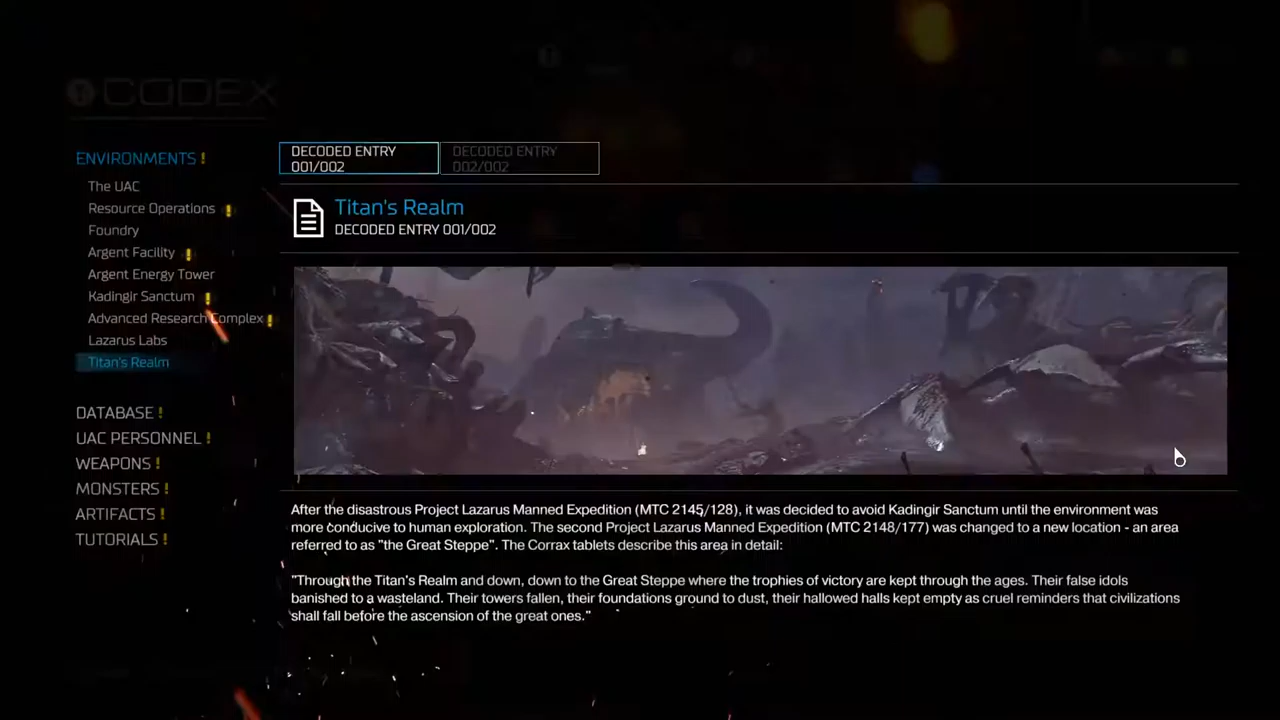 CODEX
ENVIRONMENTS !
The UAC
Resource Operations !
Foundry
Argent Facility !
Argent Energy Tower
Kadingir Sanctum !
Advanced Research Complex !
Lazarus Labs
Titan's Realm
DATABASE !
UAC PERSONNEL !
WEAPONS !
MONSTERS !
ARTIFACTS !
TUTORIALS !
DECODED ENTRY
001/002
DECODED ENTRY
002/002
Titan's Realm
DECODED ENTRY 001/002
After the disastrous Project Lazarus Manned Expedition (MTC 2145/128), it was decided to avoid Kadingir Sanctum until the environment was
more conducive to human exploration. The second Project Lazarus Manned Expedition (MTC 2148/177) was changed to a new location - an area
referred to as "the Great Steppe". The Corrax tablets describe this area in detail:
"Through the Titan's Realm and down, down to the Great Steppe where the trophies of victory are kept through the ages. Their false idols
banished to a wasteland. Their towers fallen, their foundations ground to dust, their hallowed halls kept empty as cruel reminders that civilizations
shall fall before the ascension of the great ones."